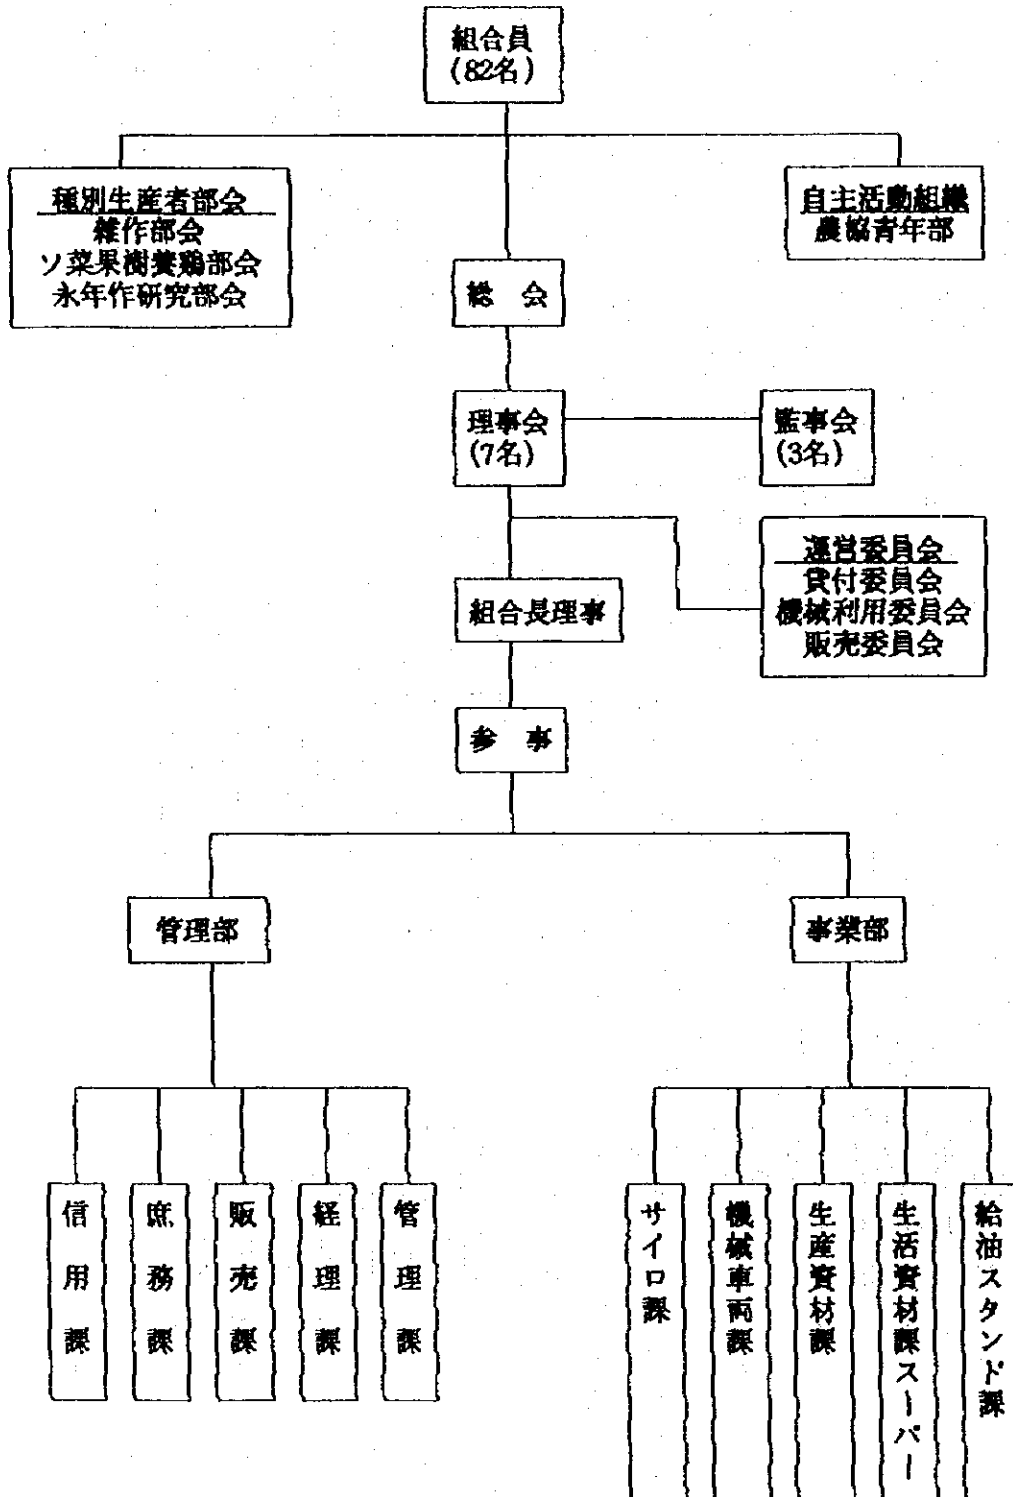 組合員
(82名)
種別生産者部会
雑作部会
ソ菜果樹養鶏部会
永年作研究部会
自主活動組織
農協青年部
総 会
理事会
(7名)
監事会
(3名)
運営委員会
貸付委員会
機械利用委員会
販売委員会
組合長理事
参 事
管理部
事業部
信用課
庶務課
販売課
経理課
管理課
サイロ課
機械車両課
生産資材課
生活資材課スーパー
給油スタンド課